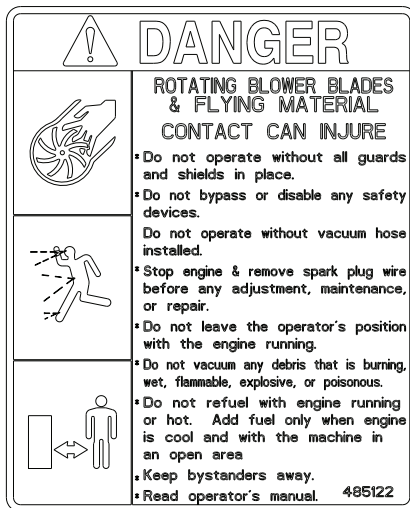 DANGER
ROTATING BLOWER BLADES
& FLYING MATERIAL
CONTACT CAN INJURE
* Do not operate without all guards
and shields in place.
* Do not bypass or disable any safety
devices.
Do not operate without vacuum hose
installed.
* Stop engine & remove spark plug wire
before any adjustment, maintenance,
or repair.
* Do not leave the operator's position
with the engine running.
* Do not vacuum any debris that is burning,
wet, flammable, explosive, or poisonous.
* Do not refuel with engine running
or hot. Add fuel only when engine
is cool and with the machine in
an open area
* Keep bystanders away.
* Read operator's manual. 485122